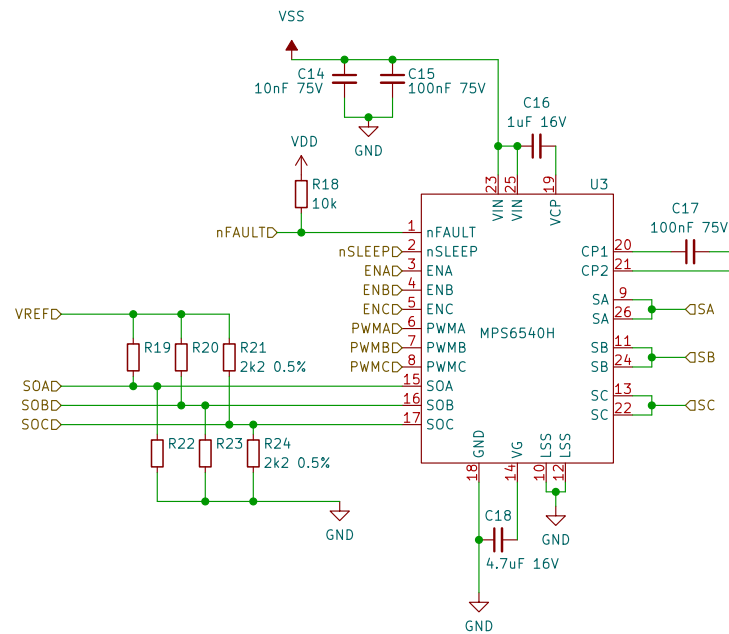 VSS
C14
10nF 75V
C15
100nF 75V
GND
C16
1uF 16V
VDD
R18
10k
23
25
19
U3
VIN
VIN
VCP
C17
100nF 75V
nFAULT
1
nFAULT
nSLEEP
2
nSLEEP
CP1
20
ENA
3
ENA
CP2
21
ENB
4
ENB
ENC
5
ENC
SA
9
SA
SA
26
VREF
PWMA
6
PWMA
MPS6540H
PWMB
7
PWMB
SB
11
SB
SB
24
PWMC
8
PWMC
R19
R20
R21
2k2 0.5%
SOA
15
SOA
SC
13
SC
SC
22
SOB
16
SOB
SOC
17
SOC
R22
R23
R24
2k2 0.5%
GND
VG
LSS
LSS
18
14
10
12
GND
C18
4.7uF 16V
GND
GND